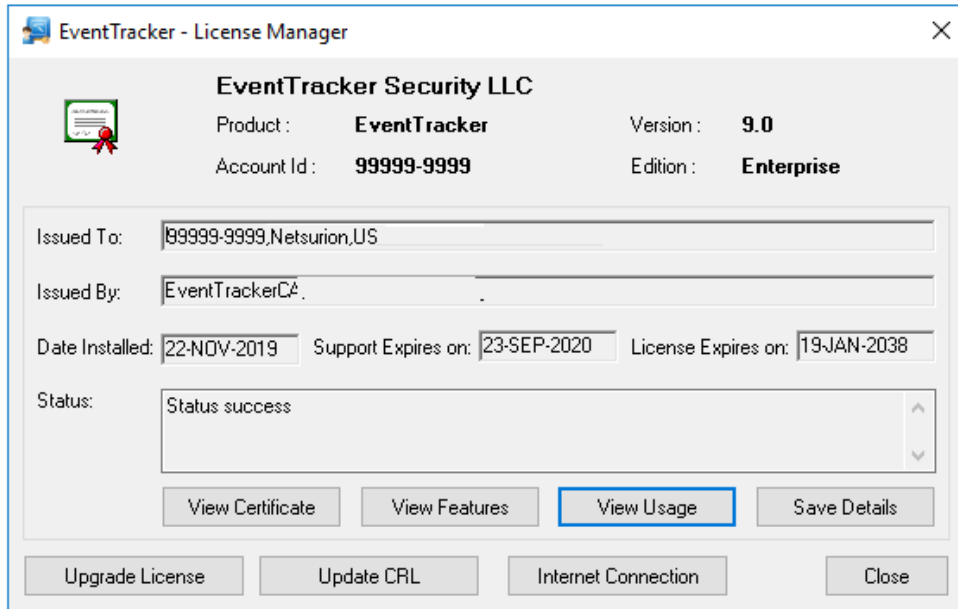 EventTracker - License Manager
EventTracker Security LLC
Product : EventTracker Version : 9.0
Account Id : 99999-9999 Edition : Enterprise
Issued To: 99999-9999,Netsurion,US
Issued By: EventTrackerCA
Date Installed: 22-NOV-2019 Support Expires on: 23-SEP-2020 License Expires on: 19-JAN-2038
Status: Status success
View Certificate View Features View Usage Save Details
Upgrade License Update CRL Internet Connection Close